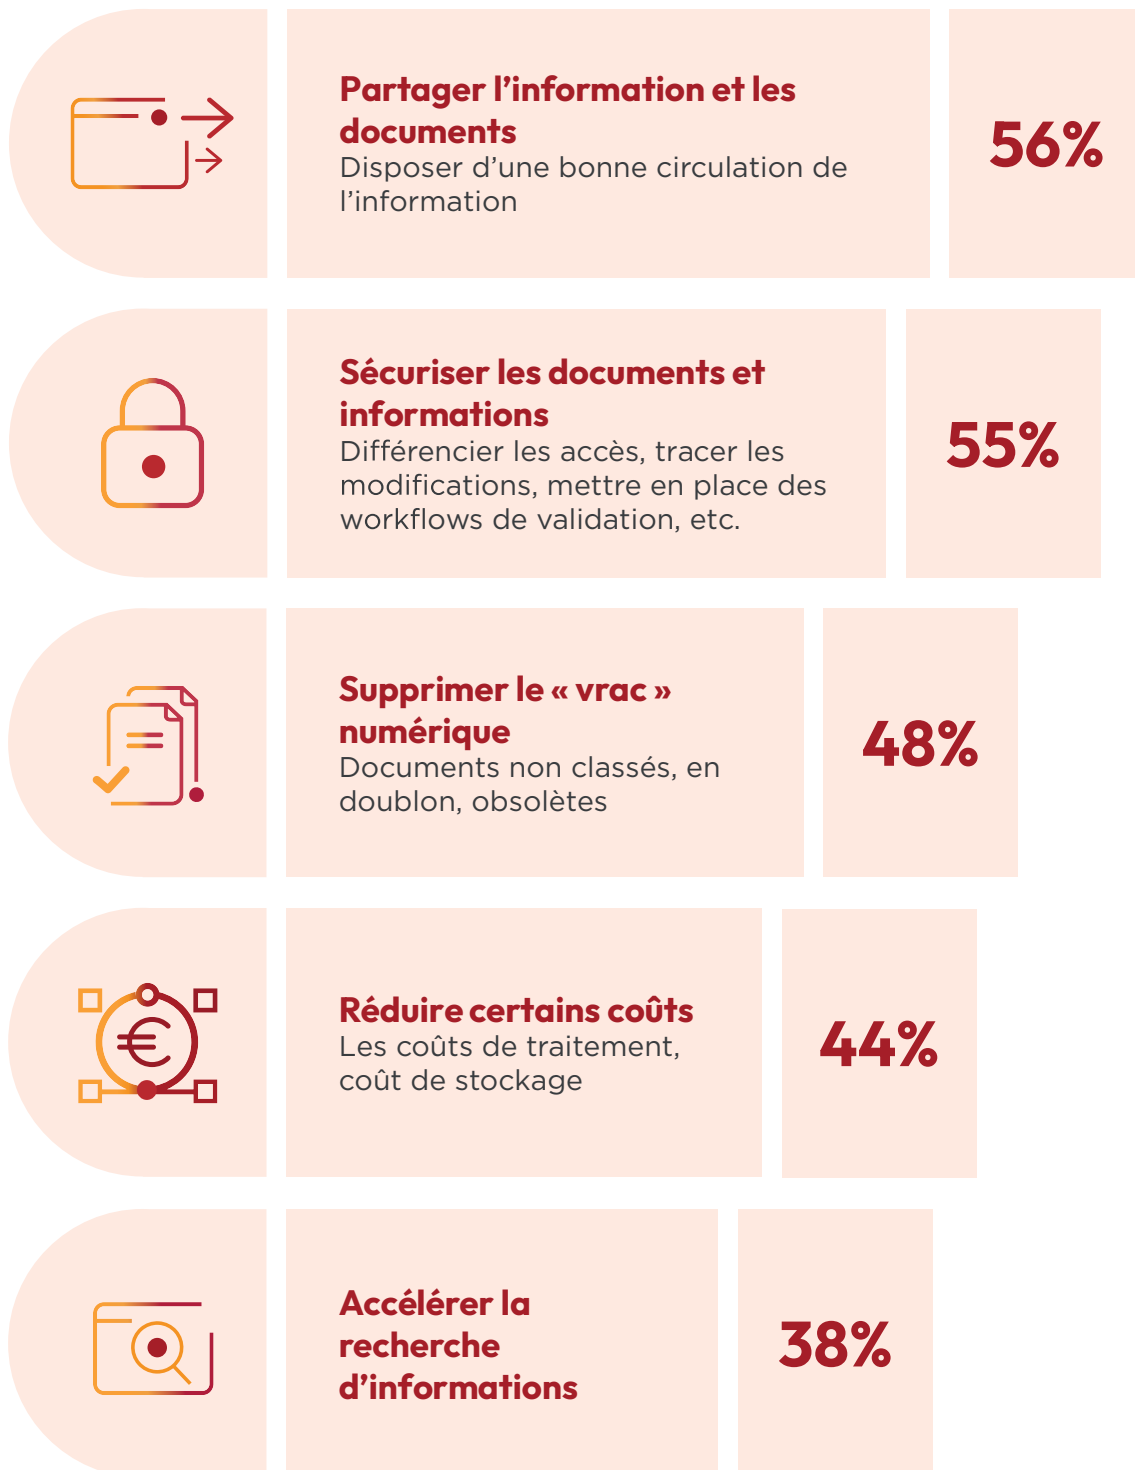 Partager l’information et les
documents
Disposer d’une bonne circulation de
l’information
56%
Sécuriser les documents et
informations
Différencier les accès, tracer les
modifications, mettre en place des
workflows de validation, etc.
55%
Supprimer le « vrac »
numérique
Documents non classés, en
doublon, obsolètes
48%
Réduire certains coûts
Les coûts de traitement,
coût de stockage
44%
Accélérer la
recherche
d’informations
38%